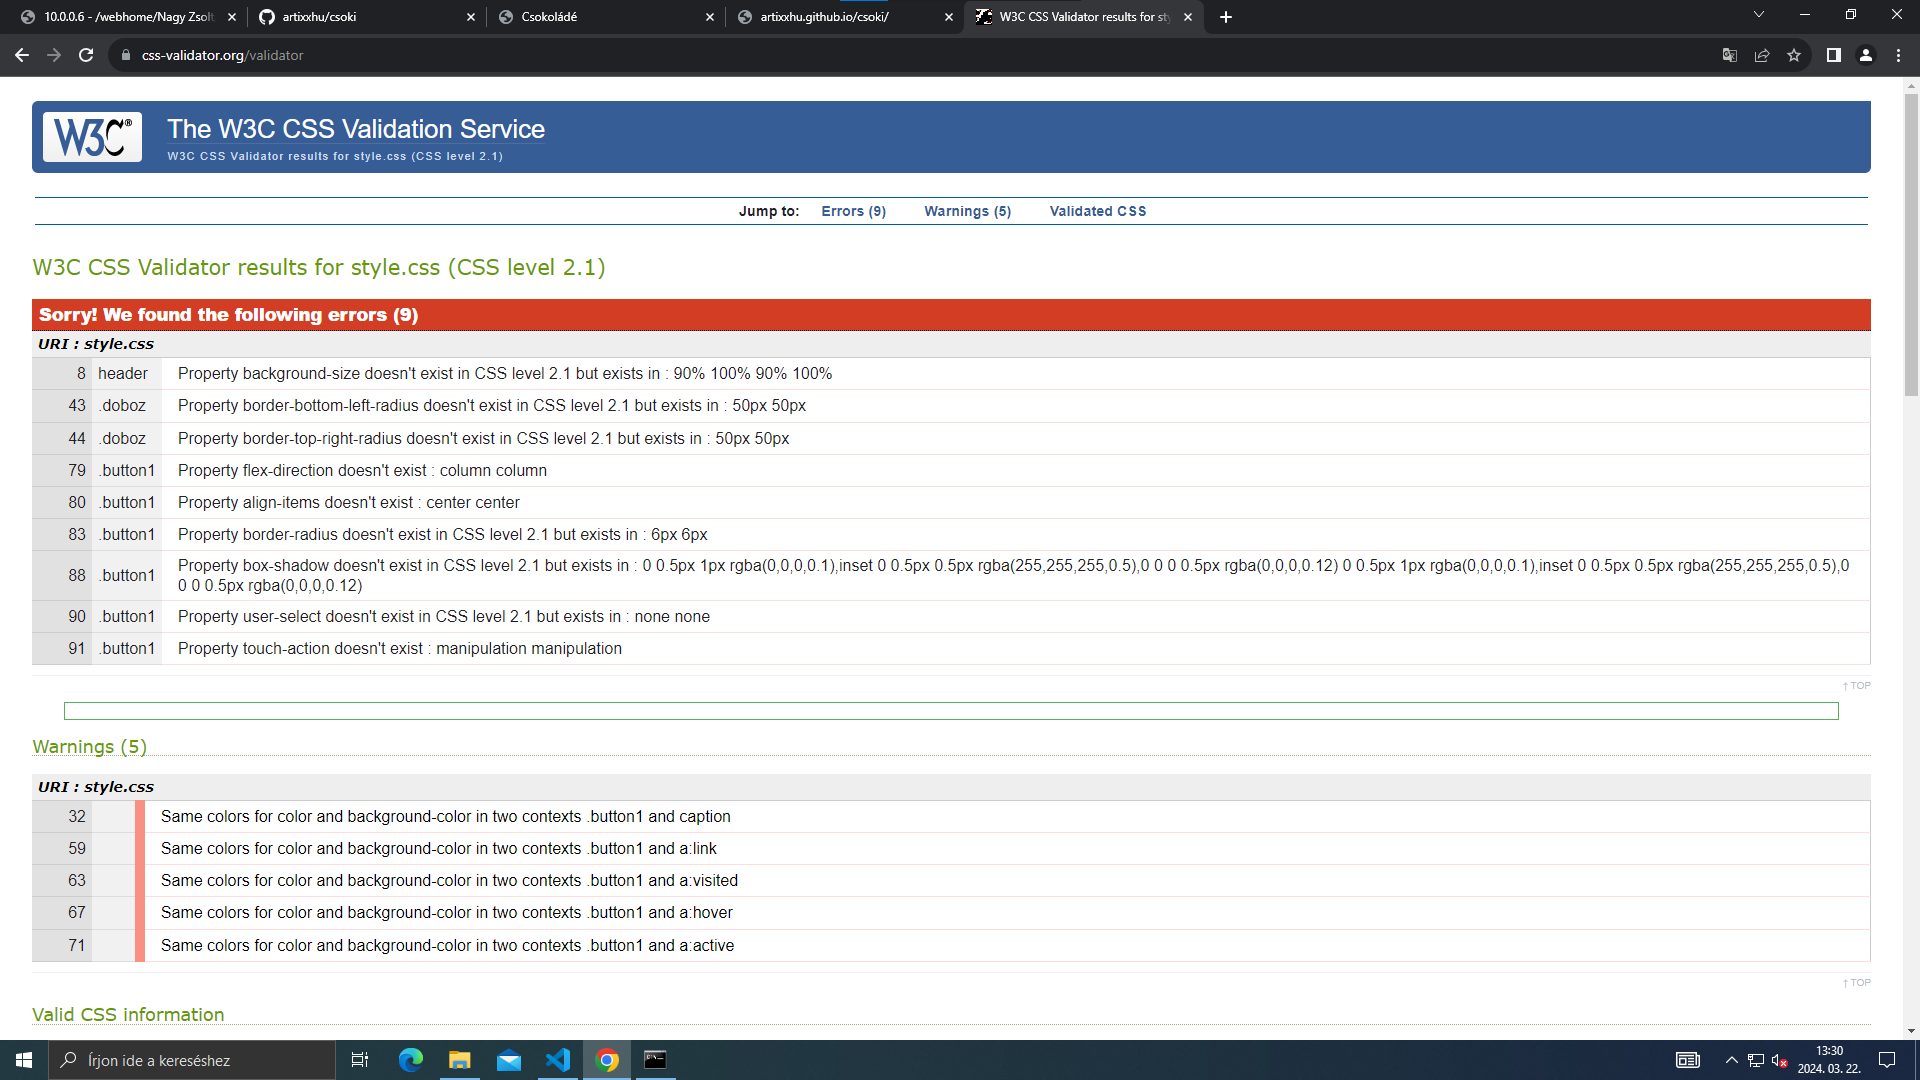 10.0.0.6 - /webhome/Nagy Zsolt
artixxhu/csoki
Csokoládé
artixxhu.github.io/csoki/
W3C CSS Validator results for sty
css-validator.org/validator
W3C®
The W3C CSS Validation Service
W3C CSS Validator results for style.css (CSS level 2.1)
Jump to: Errors (9) Warnings (5) Validated CSS
W3C CSS Validator results for style.css (CSS level 2.1)
Sorry! We found the following errors (9)
URI : style.css
8 header Property background-size doesn't exist in CSS level 2.1 but exists in : 90% 100% 90% 100%
43 .doboz Property border-bottom-left-radius doesn't exist in CSS level 2.1 but exists in : 50px 50px
44 .doboz Property border-top-right-radius doesn't exist in CSS level 2.1 but exists in : 50px 50px
79 .button1 Property flex-direction doesn't exist : column column
80 .button1 Property align-items doesn't exist : center center
83 .button1 Property border-radius doesn't exist in CSS level 2.1 but exists in : 6px 6px
88 .button1 Property box-shadow doesn't exist in CSS level 2.1 but exists in : 0 0.5px 1px rgba(0,0,0,0.1),inset 0 0.5px 0.5px rgba(255,255,255,0.5),0 0 0 0.5px rgba(0,0,0,0.12) 0 0.5px 1px rgba(0,0,0,0.1),inset 0 0.5px 0.5px rgba(255,255,255,0.5),0
0 0 0.5px rgba(0,0,0,0.12)
90 .button1 Property user-select doesn't exist in CSS level 2.1 but exists in : none none
91 .button1 Property touch-action doesn't exist : manipulation manipulation
↑ TOP
Warnings (5)
URI : style.css
32 Same colors for color and background-color in two contexts .button1 and caption
59 Same colors for color and background-color in two contexts .button1 and a:link
63 Same colors for color and background-color in two contexts .button1 and a:visited
67 Same colors for color and background-color in two contexts .button1 and a:hover
71 Same colors for color and background-color in two contexts .button1 and a:active
↑ TOP
Valid CSS information
Írjon ide a kereséshez
13:30
2024. 03. 22.